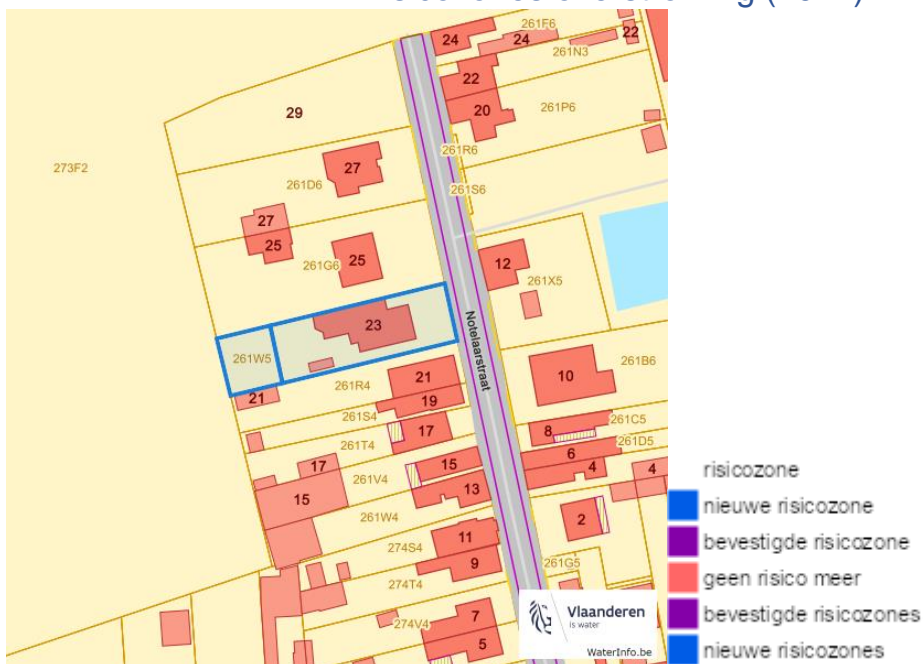 24
261F6
24
22
261N3
22
20
261P6
29
261R6
273F2
27
261D6
261S6
27
25
261G6
25
12
261X5
23
Notelaarstraat
261W5
261B6
10
21
261R4
21
19
261S4
261C5
17
8
261T4
261D5
6
17
15
4
4
261V4
15
13
261W4
2
11
274S4
261G5
9
274T4
7
274V4
5
Vlaanderen
is water
WaterInfo.be
risicozone
nieuwe risicozone
bevestigde risicozone
geen risico meer
bevestigde risicozones
nieuwe risicozones